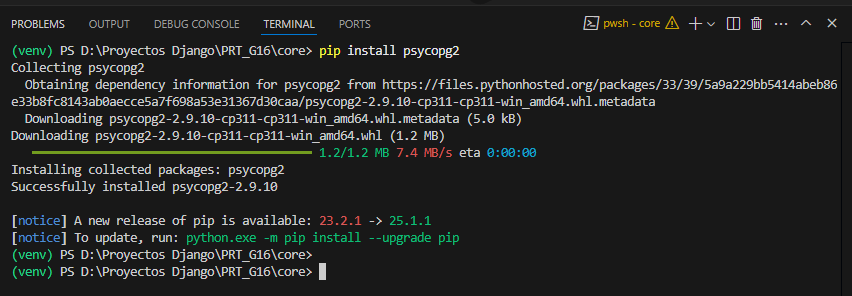 PROBLEMS OUTPUT DEBUG CONSOLE TERMINAL PORTS pwsh - core
(venv) PS D:\Proyectos Django\PRT_G16\core> pip install psycopg2
Collecting psycopg2
  Obtaining dependency information for psycopg2 from https://files.pythonhosted.org/packages/33/39/5a9a229bb5414abeb86
e33b8fc8143ab0aecce5a7f698a53e31367d30caa/psycopg2-2.9.10-cp311-cp311-win_amd64.whl.metadata
  Downloading psycopg2-2.9.10-cp311-cp311-win_amd64.whl.metadata (5.0 kB)
Downloading psycopg2-2.9.10-cp311-cp311-win_amd64.whl (1.2 MB)
1.2/1.2 MB 7.4 MB/s eta 0:00:00
Installing collected packages: psycopg2
Successfully installed psycopg2-2.9.10
[notice] A new release of pip is available: 23.2.1 -> 25.1.1
[notice] To update, run: python.exe -m pip install --upgrade pip
(venv) PS D:\Proyectos Django\PRT_G16\core>
(venv) PS D:\Proyectos Django\PRT_G16\core>